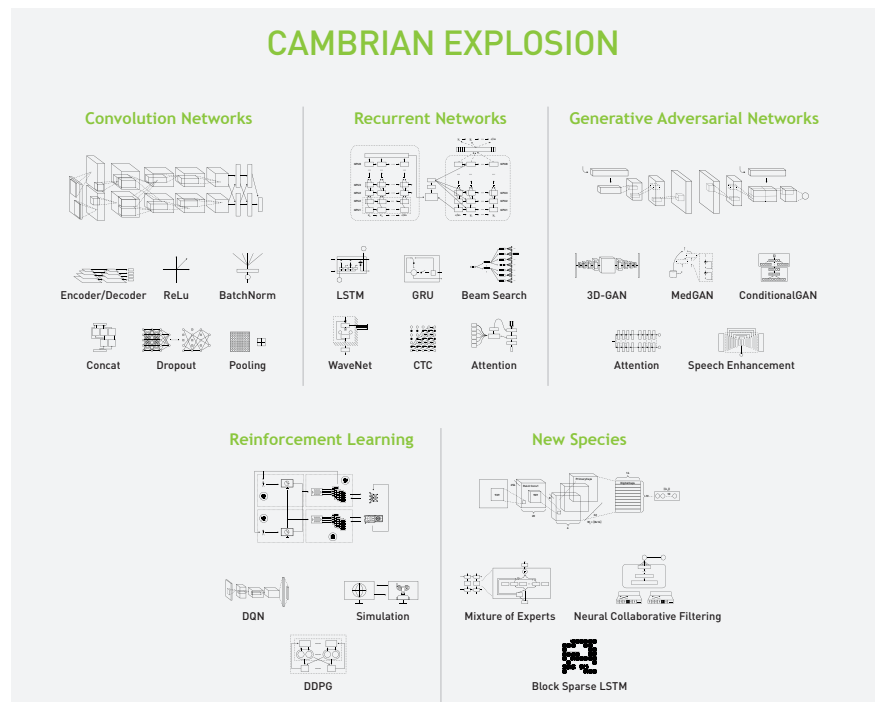 CAMBRIAN EXPLOSION
Convolution Networks
Encoder/Decoder
ReLu
BatchNorm
Concat
Dropout
Pooling
Recurrent Networks
LSTM
GRU
Beam Search
WaveNet
CTC
Attention
Generative Adversarial Networks
3D-GAN
MedGAN
ConditionalGAN
Attention
Speech Enhancement
Reinforcement Learning
DQN
Simulation
DDPG
New Species
Mixture of Experts
Neural Collaborative Filtering
Block Sparse LSTM